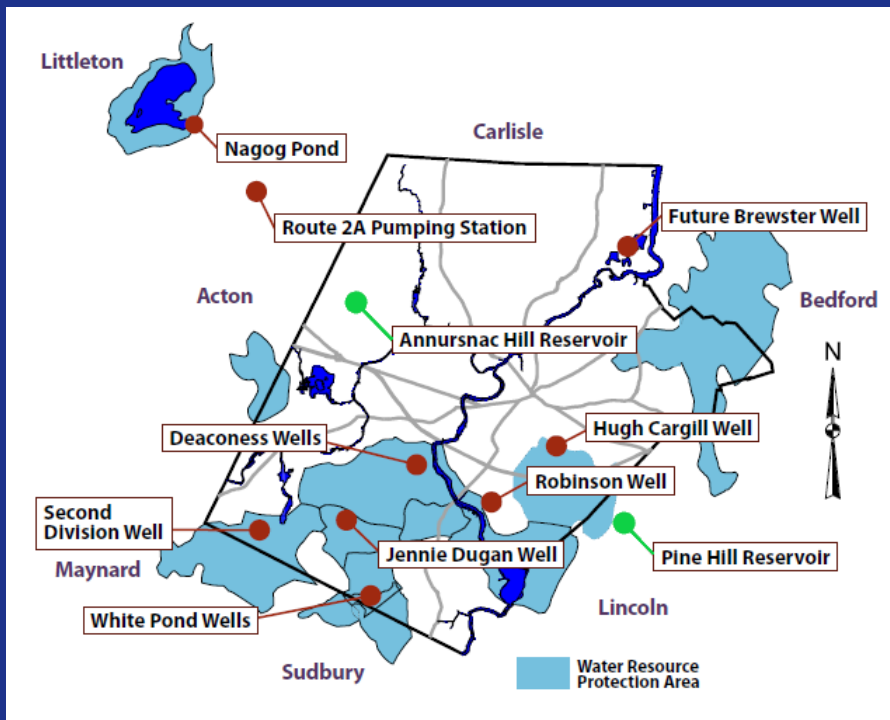 Littleton
Carlisle
Nagog Pond
Route 2A Pumping Station
Future Brewster Well
Acton
Bedford
Annursnac Hill Reservoir
N
Deaconess Wells
Hugh Cargill Well
Robinson Well
Second
Division Well
Jennie Dugan Well
Pine Hill Reservoir
Maynard
White Pond Wells
Lincoln
Sudbury
Water Resource
Protection Area